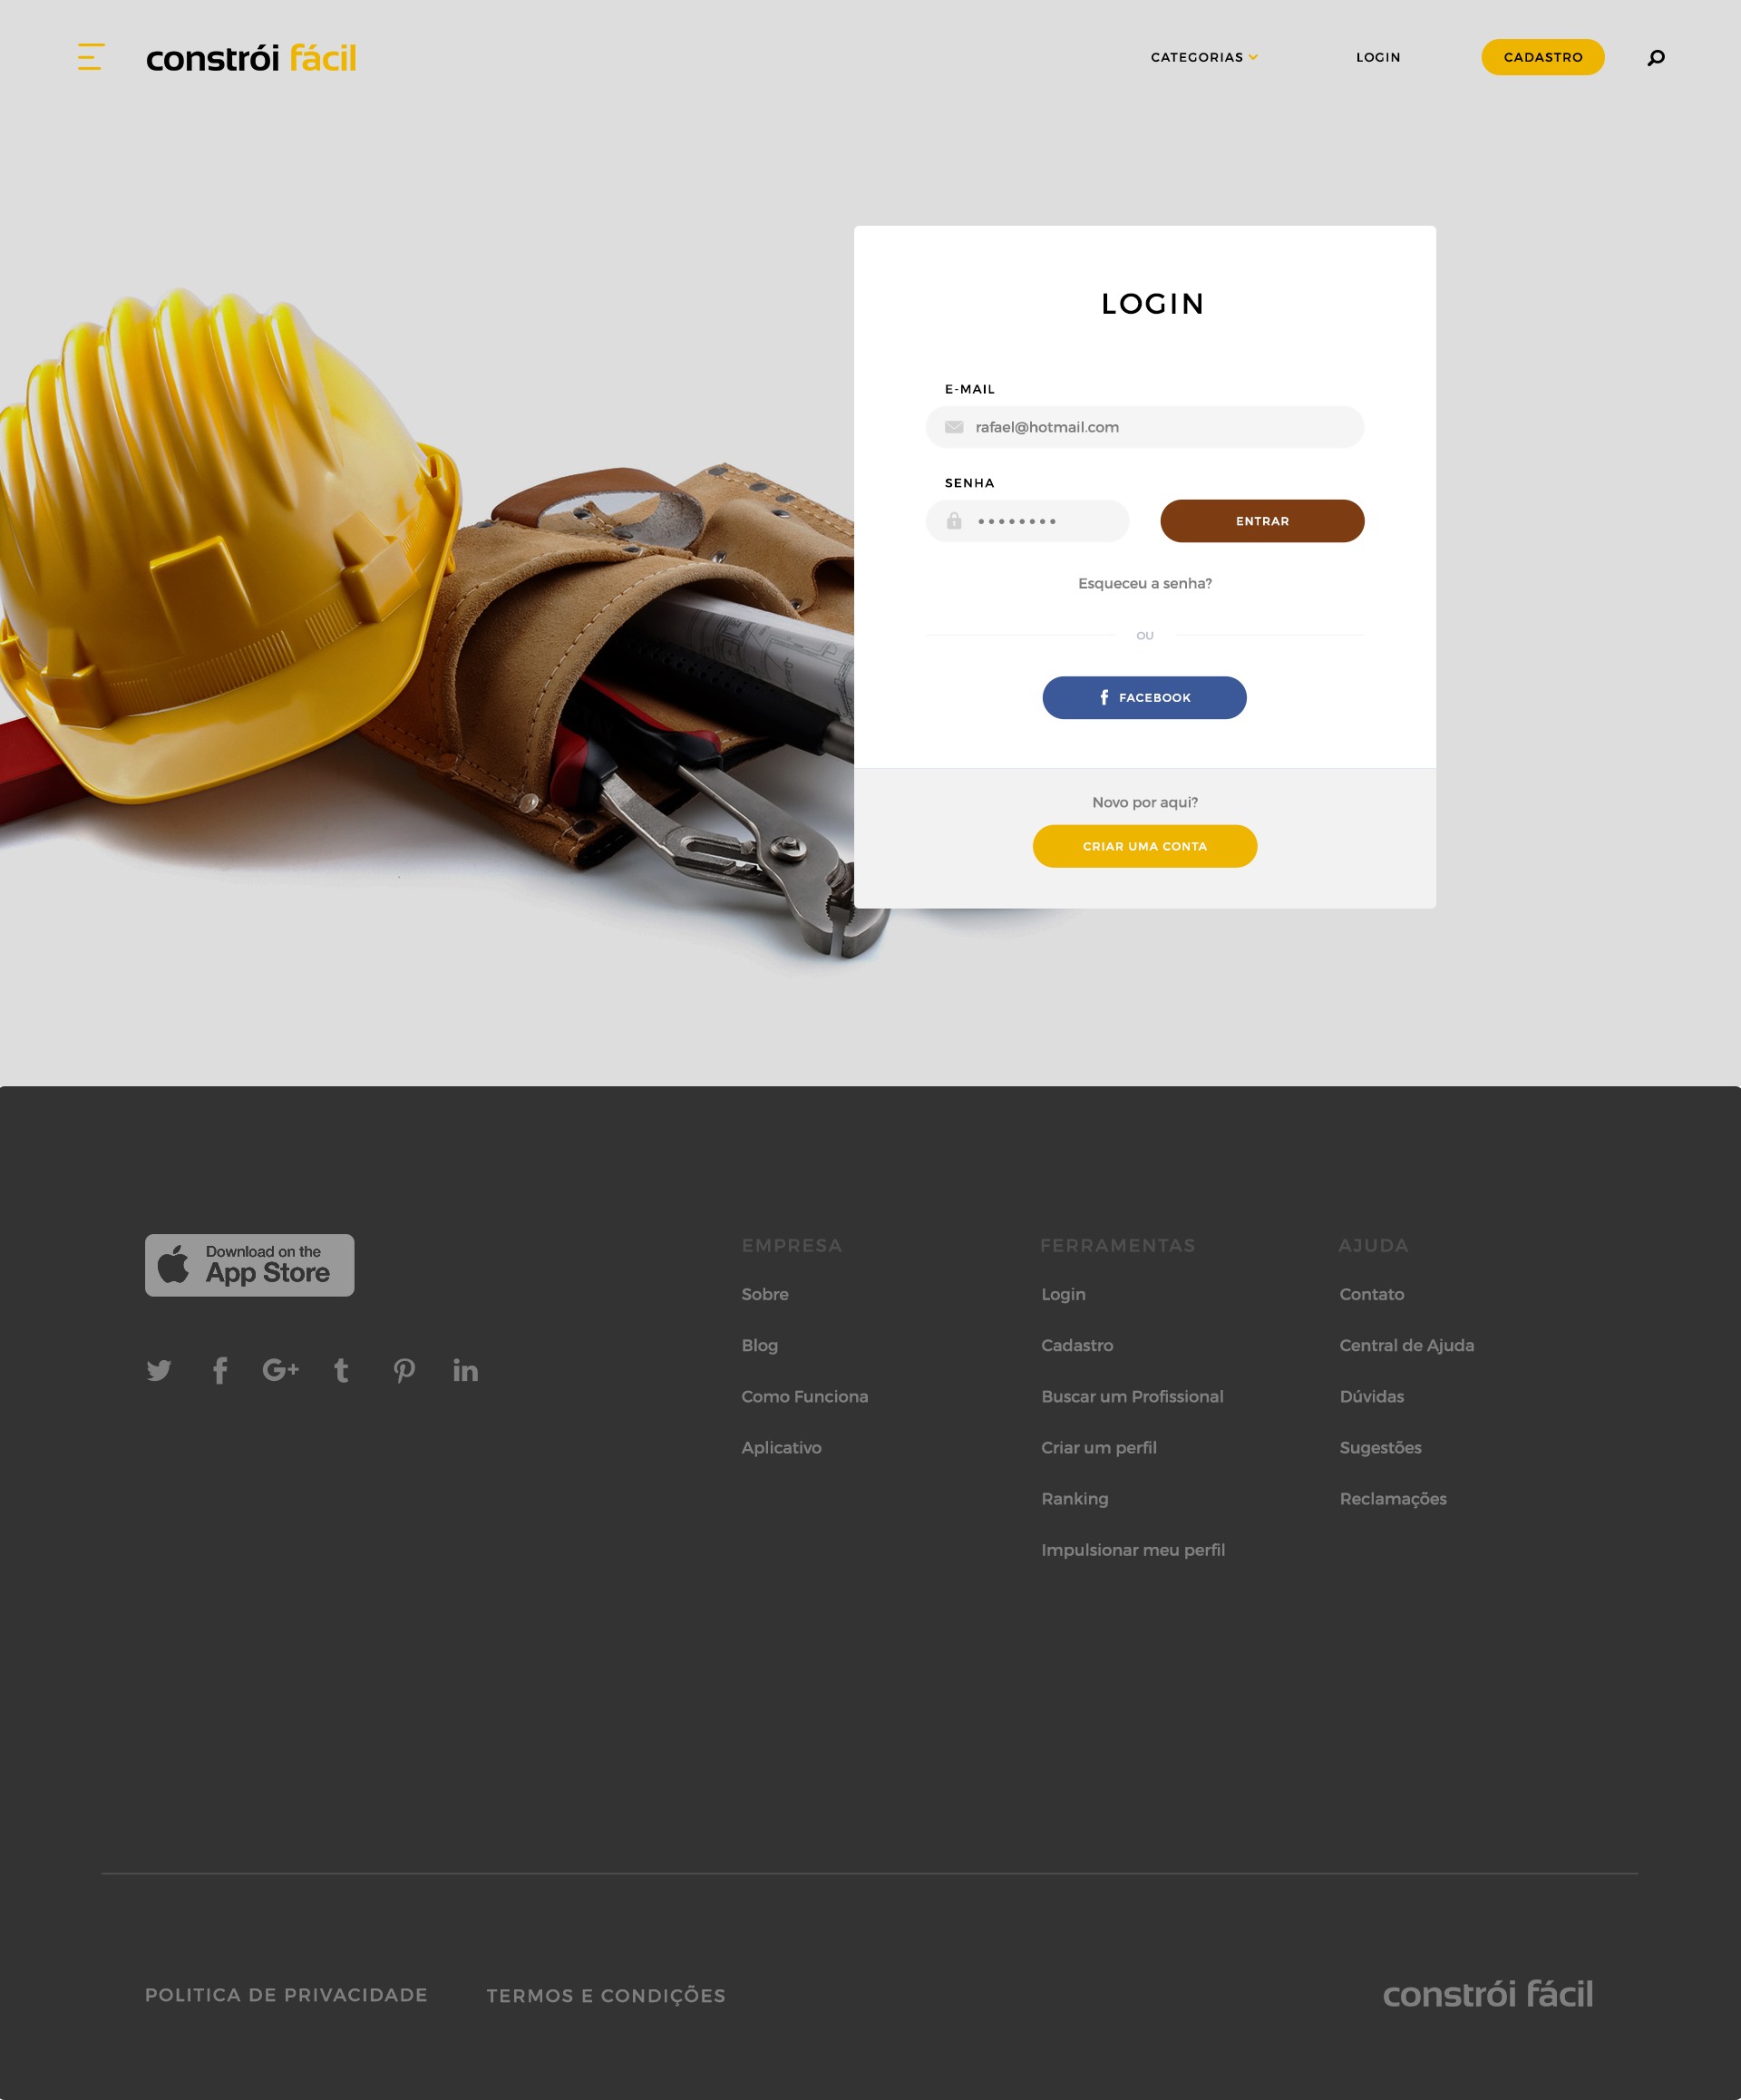 constrói fácil
CATEGORIAS
LOGIN
CADASTRO
LOGIN
E-MAIL
rafael@hotmail.com
SENHA
ENTRAR
Esqueceu a senha?
OU
FACEBOOK
Novo por aqui?
CRIAR UMA CONTA
Download on the
App Store
EMPRESA
Sobre
Blog
Como Funciona
Aplicativo
FERRAMENTAS
Login
Cadastro
Buscar um Profissional
Criar um perfil
Ranking
Impulsionar meu perfil
AJUDA
Contato
Central de Ajuda
Dúvidas
Sugestões
Reclamações
POLITICA DE PRIVACIDADE
TERMOS E CONDIÇÕES
constrói fácil